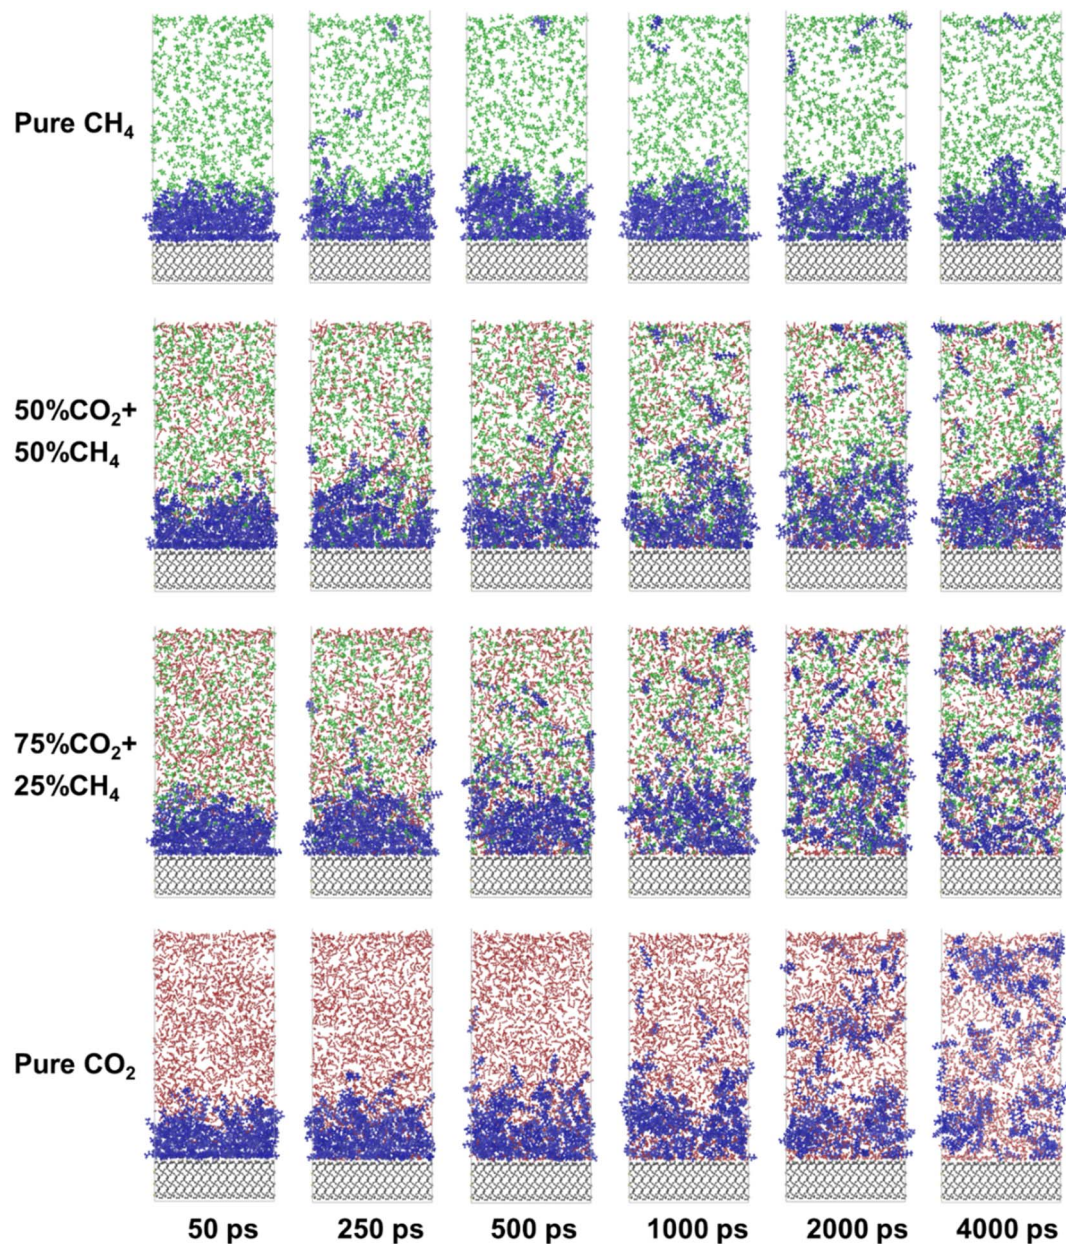 Pure CH₄
50%CO₂+
50%CH₄
75%CO₂+
25%CH₄
Pure CO₂
50 ps 250 ps 500 ps 1000 ps 2000 ps 4000 ps